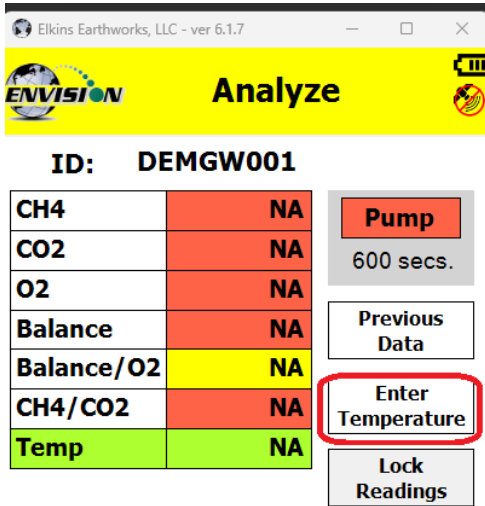 Elkins Earthworks, LLC - ver 6.1.7
ENVISION
Analyze
ID: DEMGW001
CH4 NA
CO2 NA
O2 NA
Balance NA
Balance/O2 NA
CH4/CO2 NA
Temp NA
Pump
600 secs.
Previous
Data
Enter
Temperature
Lock
Readings